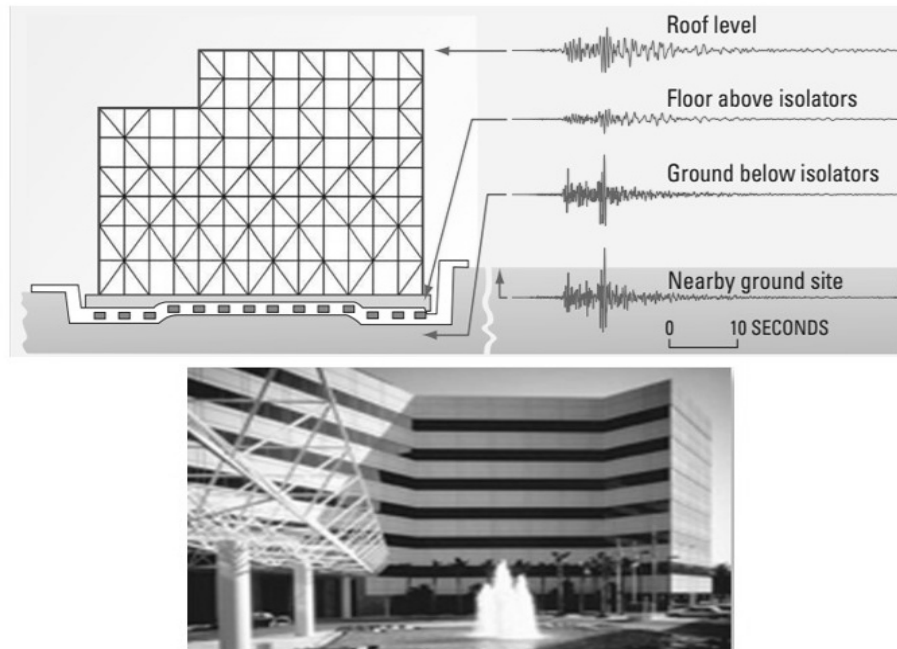 Roof level
Floor above isolators
Ground below isolators
Nearby ground site
0 10 SECONDS